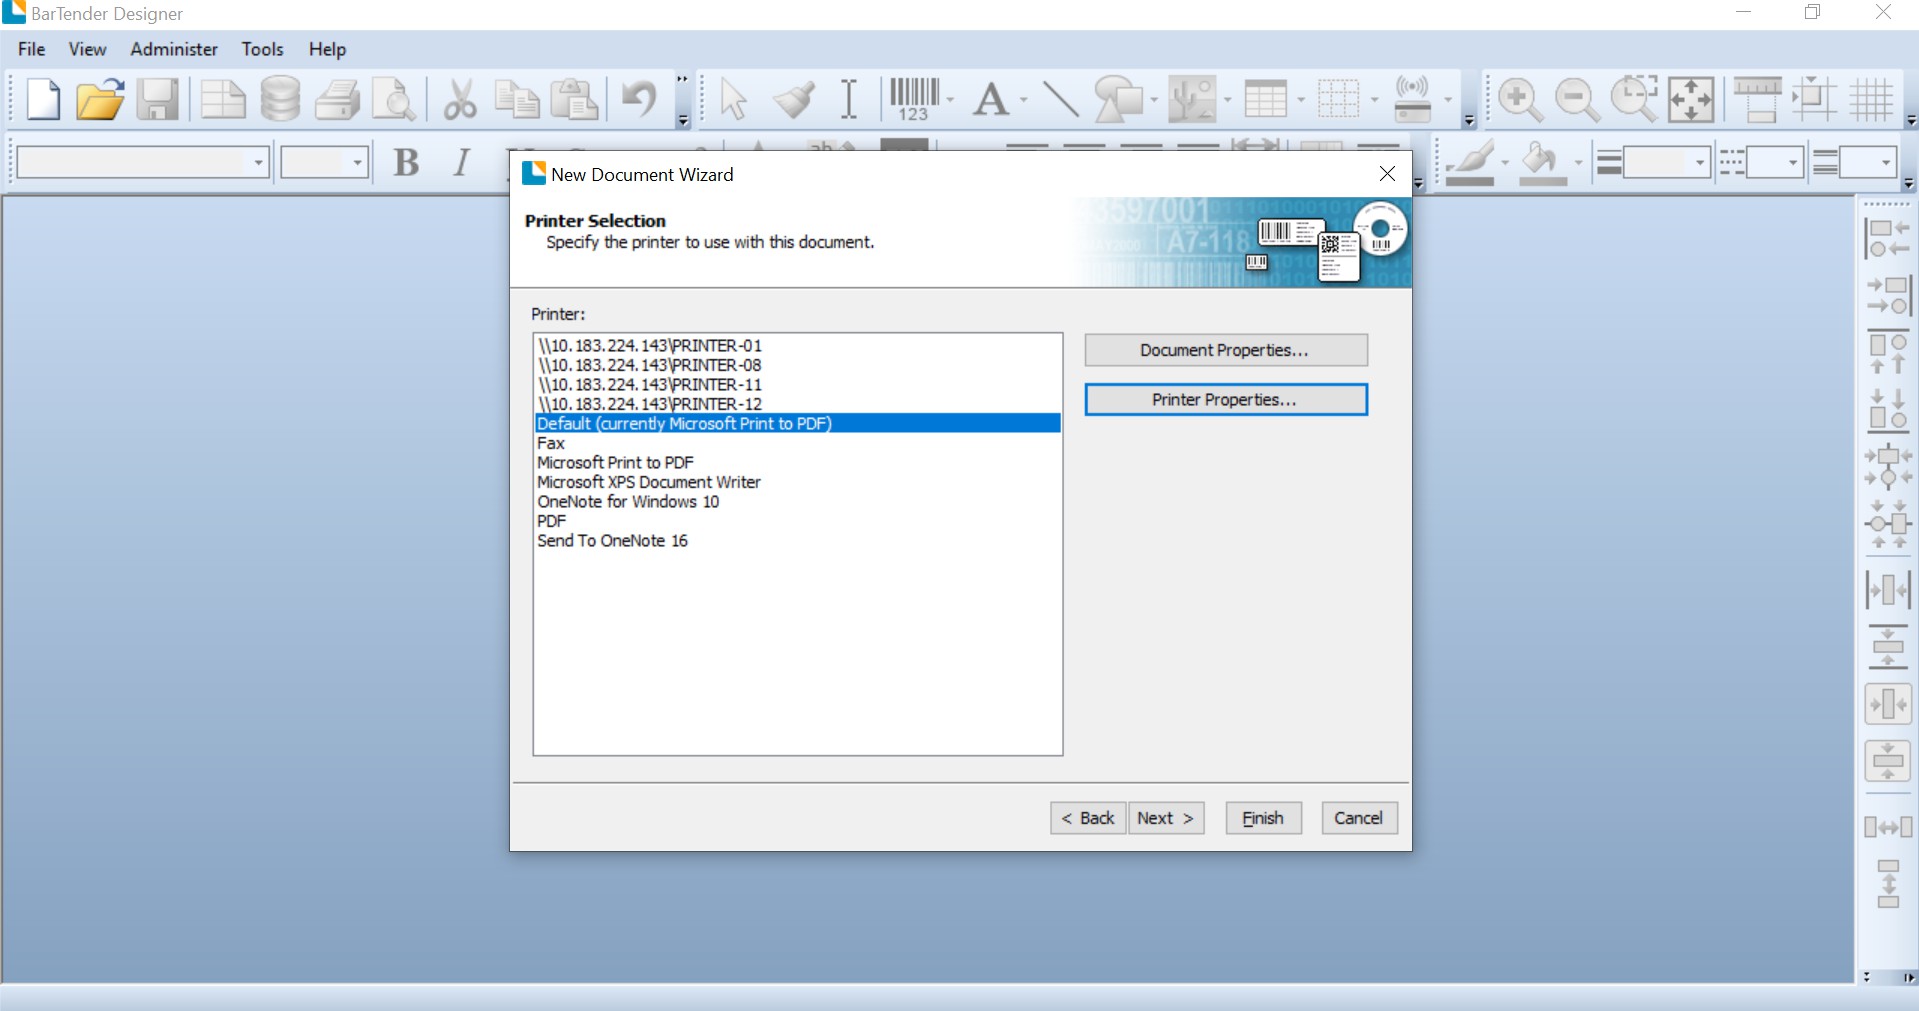 BarTender Designer
File View Administer Tools Help
123
A
B I
New Document Wizard
Printer Selection
Specify the printer to use with this document.
3597001
A7-118
Printer:
\\10.183.224.143\PRINTER-01
\\10.183.224.143\PRINTER-08
\\10.183.224.143\PRINTER-11
\\10.183.224.143\PRINTER-12
Default (currently Microsoft Print to PDF)
Fax
Microsoft Print to PDF
Microsoft XPS Document Writer
OneNote for Windows 10
PDF
Send To OneNote 16
Document Properties...
Printer Properties...
< Back Next > Finish Cancel